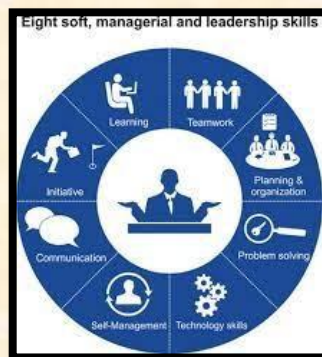 Eight soft, managerial and leadership skills
Learning
Teamwork
Planning &
organization
Problem solving
Technology skills
Self-Management
Communication
Initiative